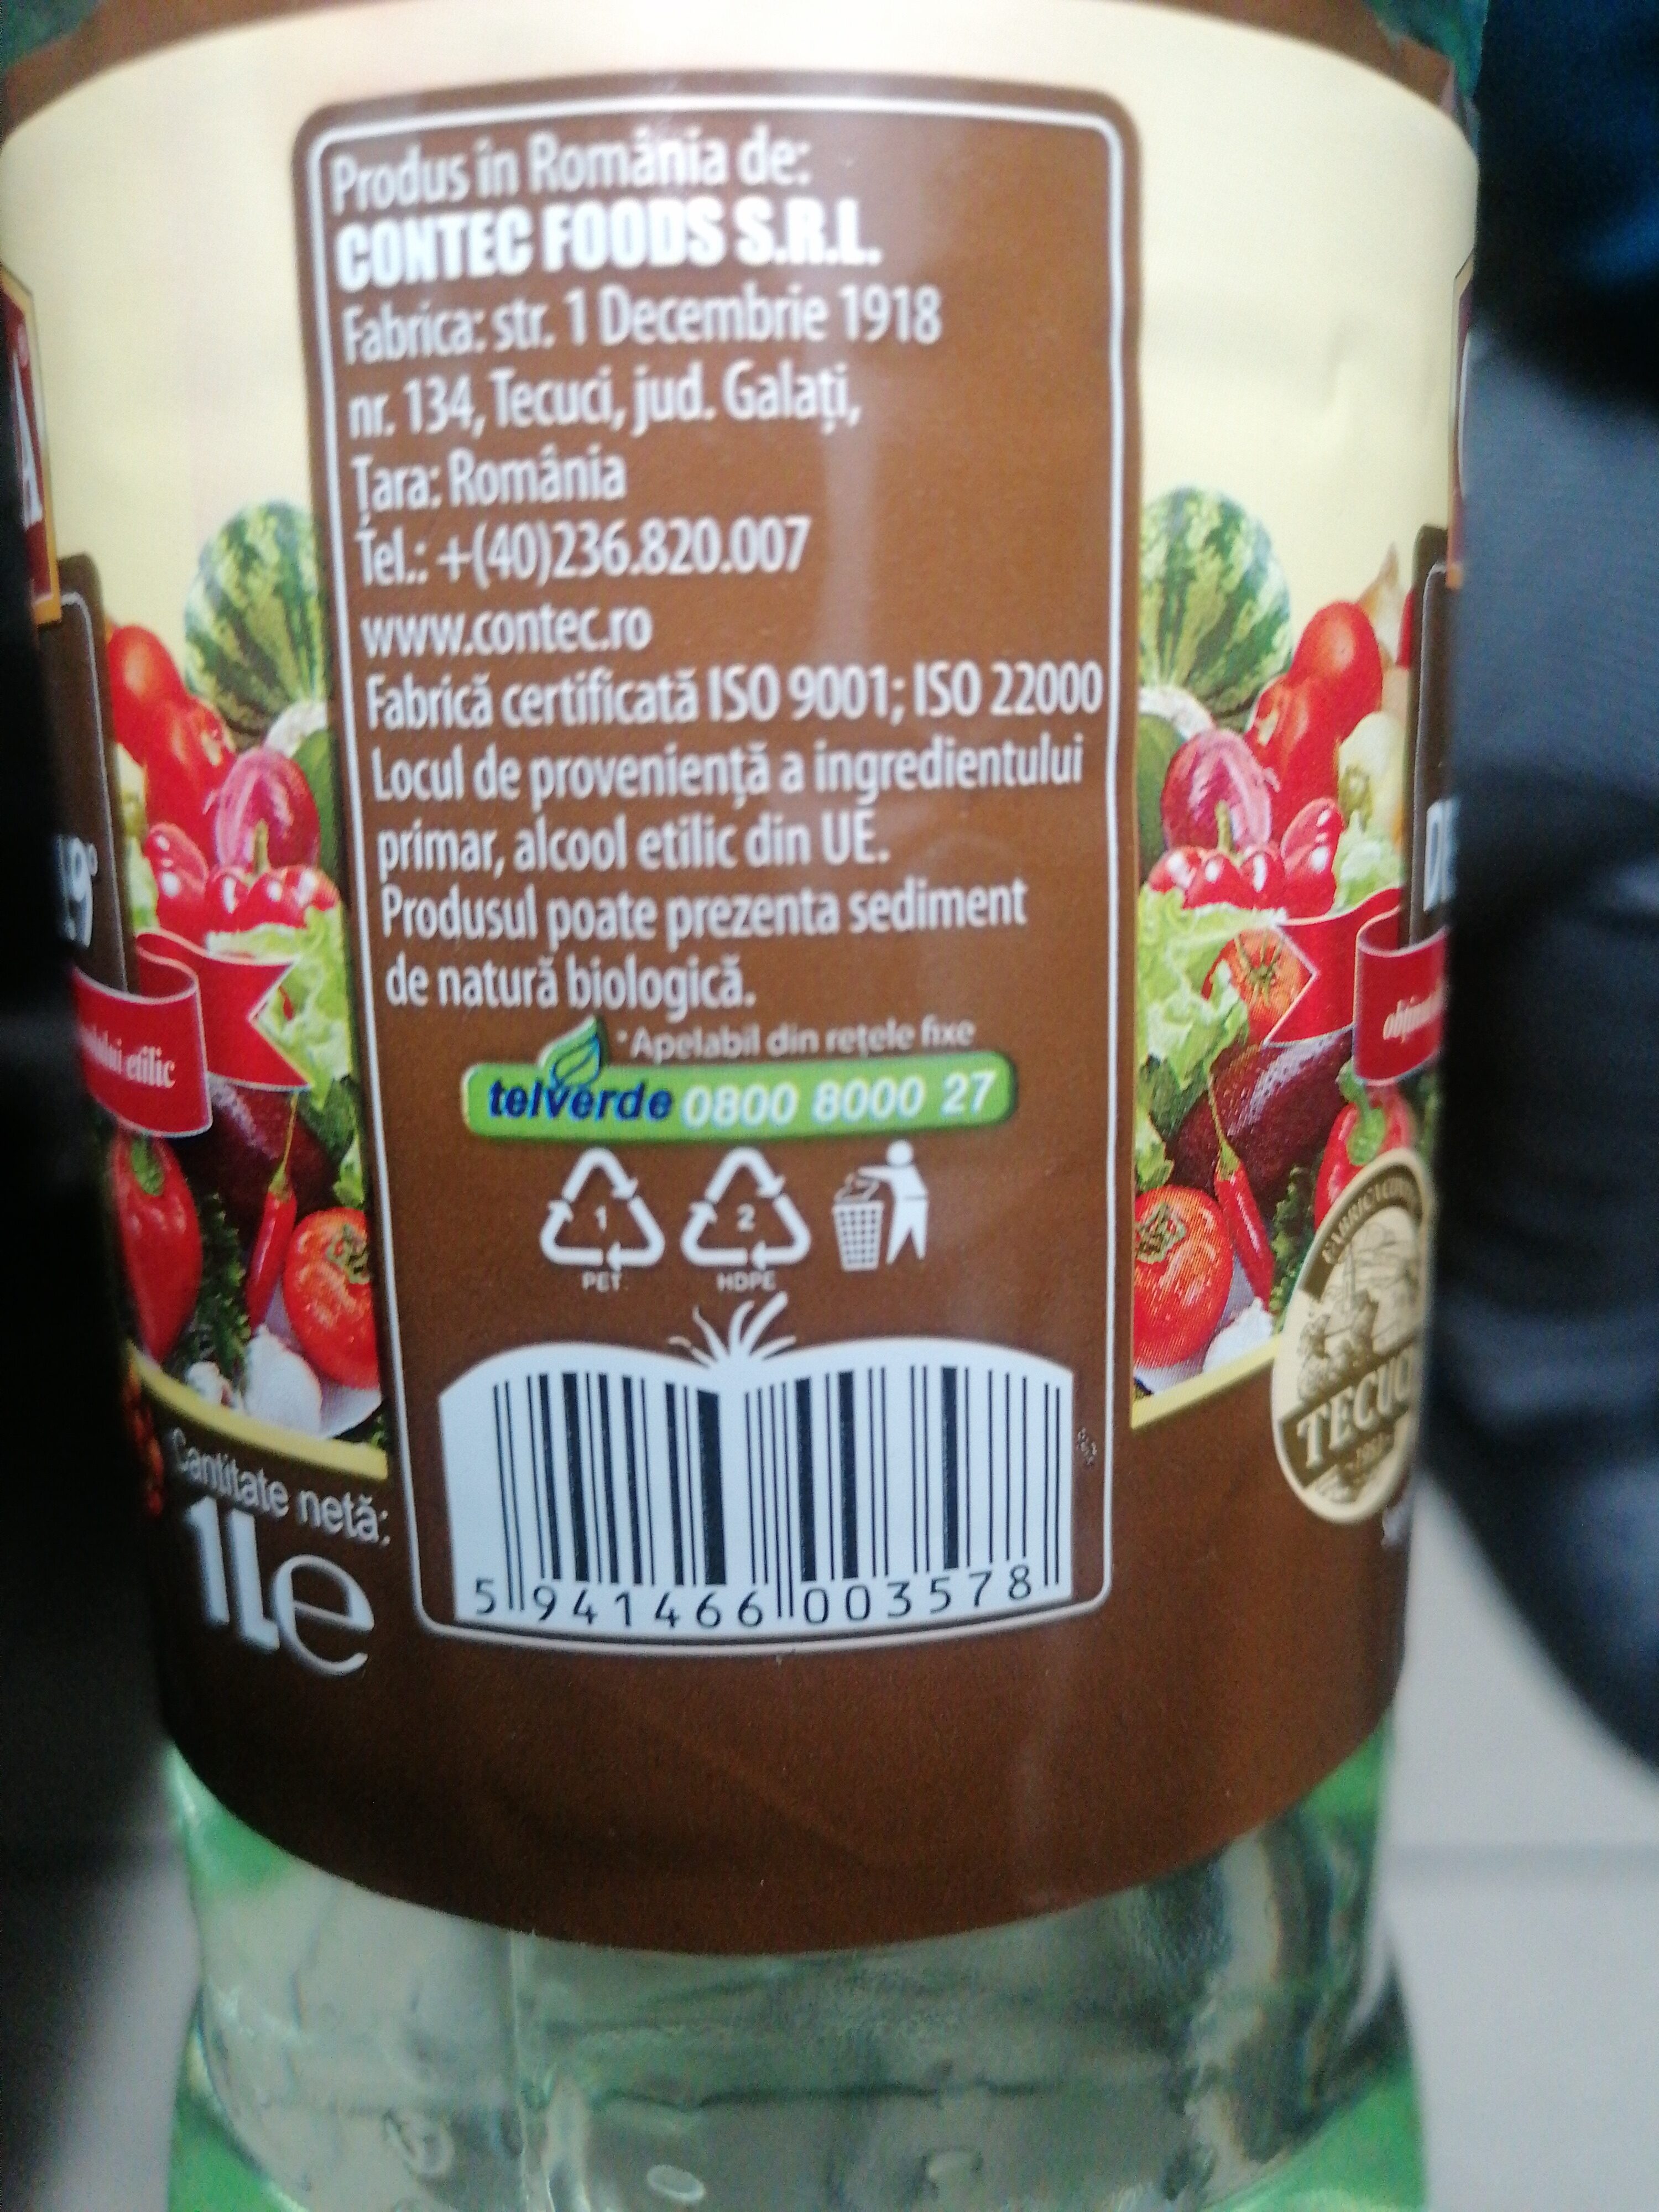 Produs in România de:
CONTEC FOODS S.R.L.
Fabrica: str. 1 Decembrie 1918
nr. 134, Tecuci, jud. Galați,
Țara: România
Tel.: +(40)236.820.007
www.contec.ro
Fabrică certificată ISO 9001; ISO 22000
Locul de proveniență a ingredientului
primar, alcool etilic din UE.
Produsul poate prezenta sediment
de natură biologică.
*Apelabil din rețele fixe
telverde 0800 8000 27
1 2
PET HDPE
5 941466 003578
Cantitate netă:
1L e
9°
etilic
TECUCI